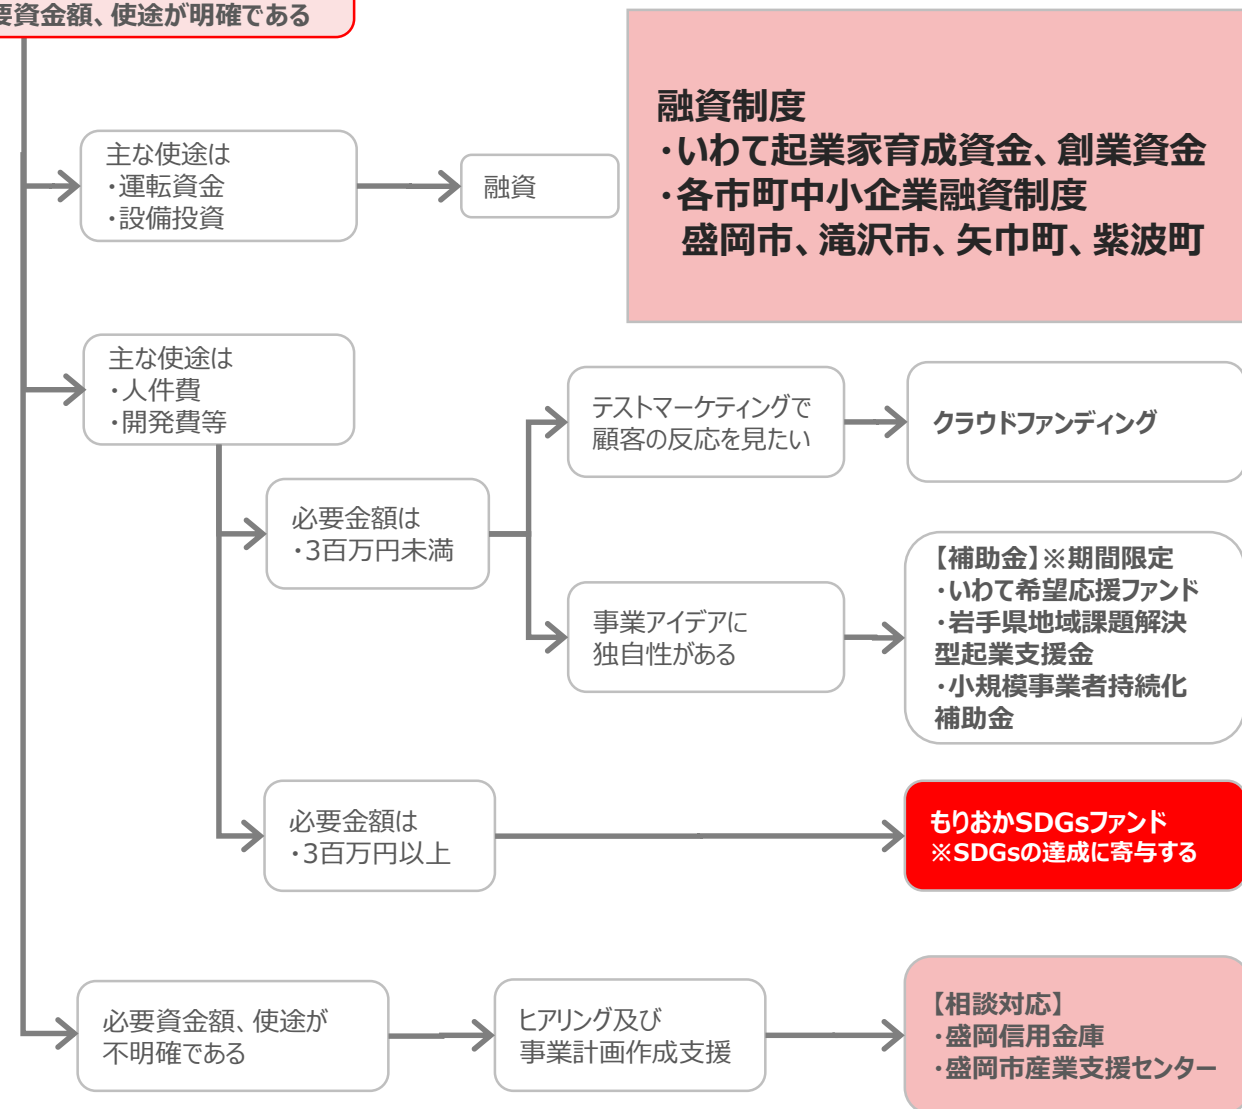 要資金額、使途が明確である
融資制度
・いわて起業家育成資金、創業資金
・各市町中小企業融資制度
盛岡市、滝沢市、矢巾町、紫波町
主な使途は
・運転資金
・設備投資
融資
主な使途は
・人件費
・開発費等
テストマーケティングで
顧客の反応を見たい
クラウドファンディング
必要金額は
・3百万円未満
事業アイデアに
独自性がある
【補助金】※期間限定
・いわて希望応援ファンド
・岩手県地域課題解決
型起業支援金
・小規模事業者持続化
補助金
必要金額は
・3百万円以上
もりおかSDGsファンド
※SDGsの達成に寄与する
必要資金額、使途が
不明確である
ヒアリング及び
事業計画作成支援
【相談対応】
・盛岡信用金庫
・盛岡市産業支援センター